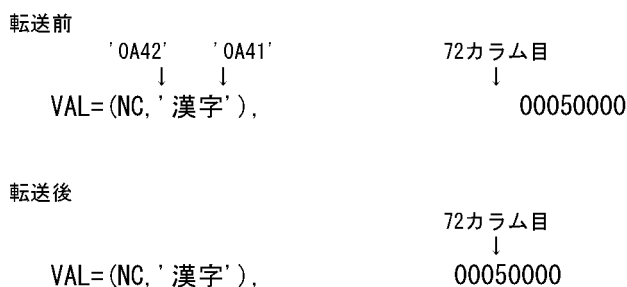 転送前
'0A42' '0A41' 72カラム目
↓ ↓ ↓
VAL=(NC,'漢字'), 00050000
転送後
72カラム目
↓
VAL=(NC,'漢字'), 00050000